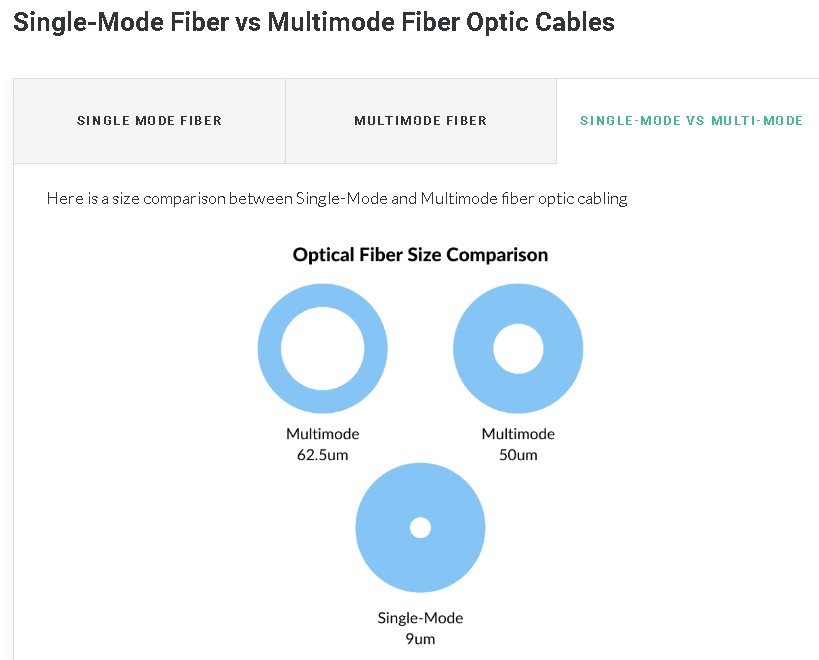 Single-Mode Fiber vs Multimode Fiber Optic Cables
SINGLE MODE FIBER
MULTIMODE FIBER
SINGLE-MODE VS MULTI-MODE
Here is a size comparison between Single-Mode and Multimode fiber optic cabling
Optical Fiber Size Comparison
Multimode
62.5um
Multimode
50um
Single-Mode
9um